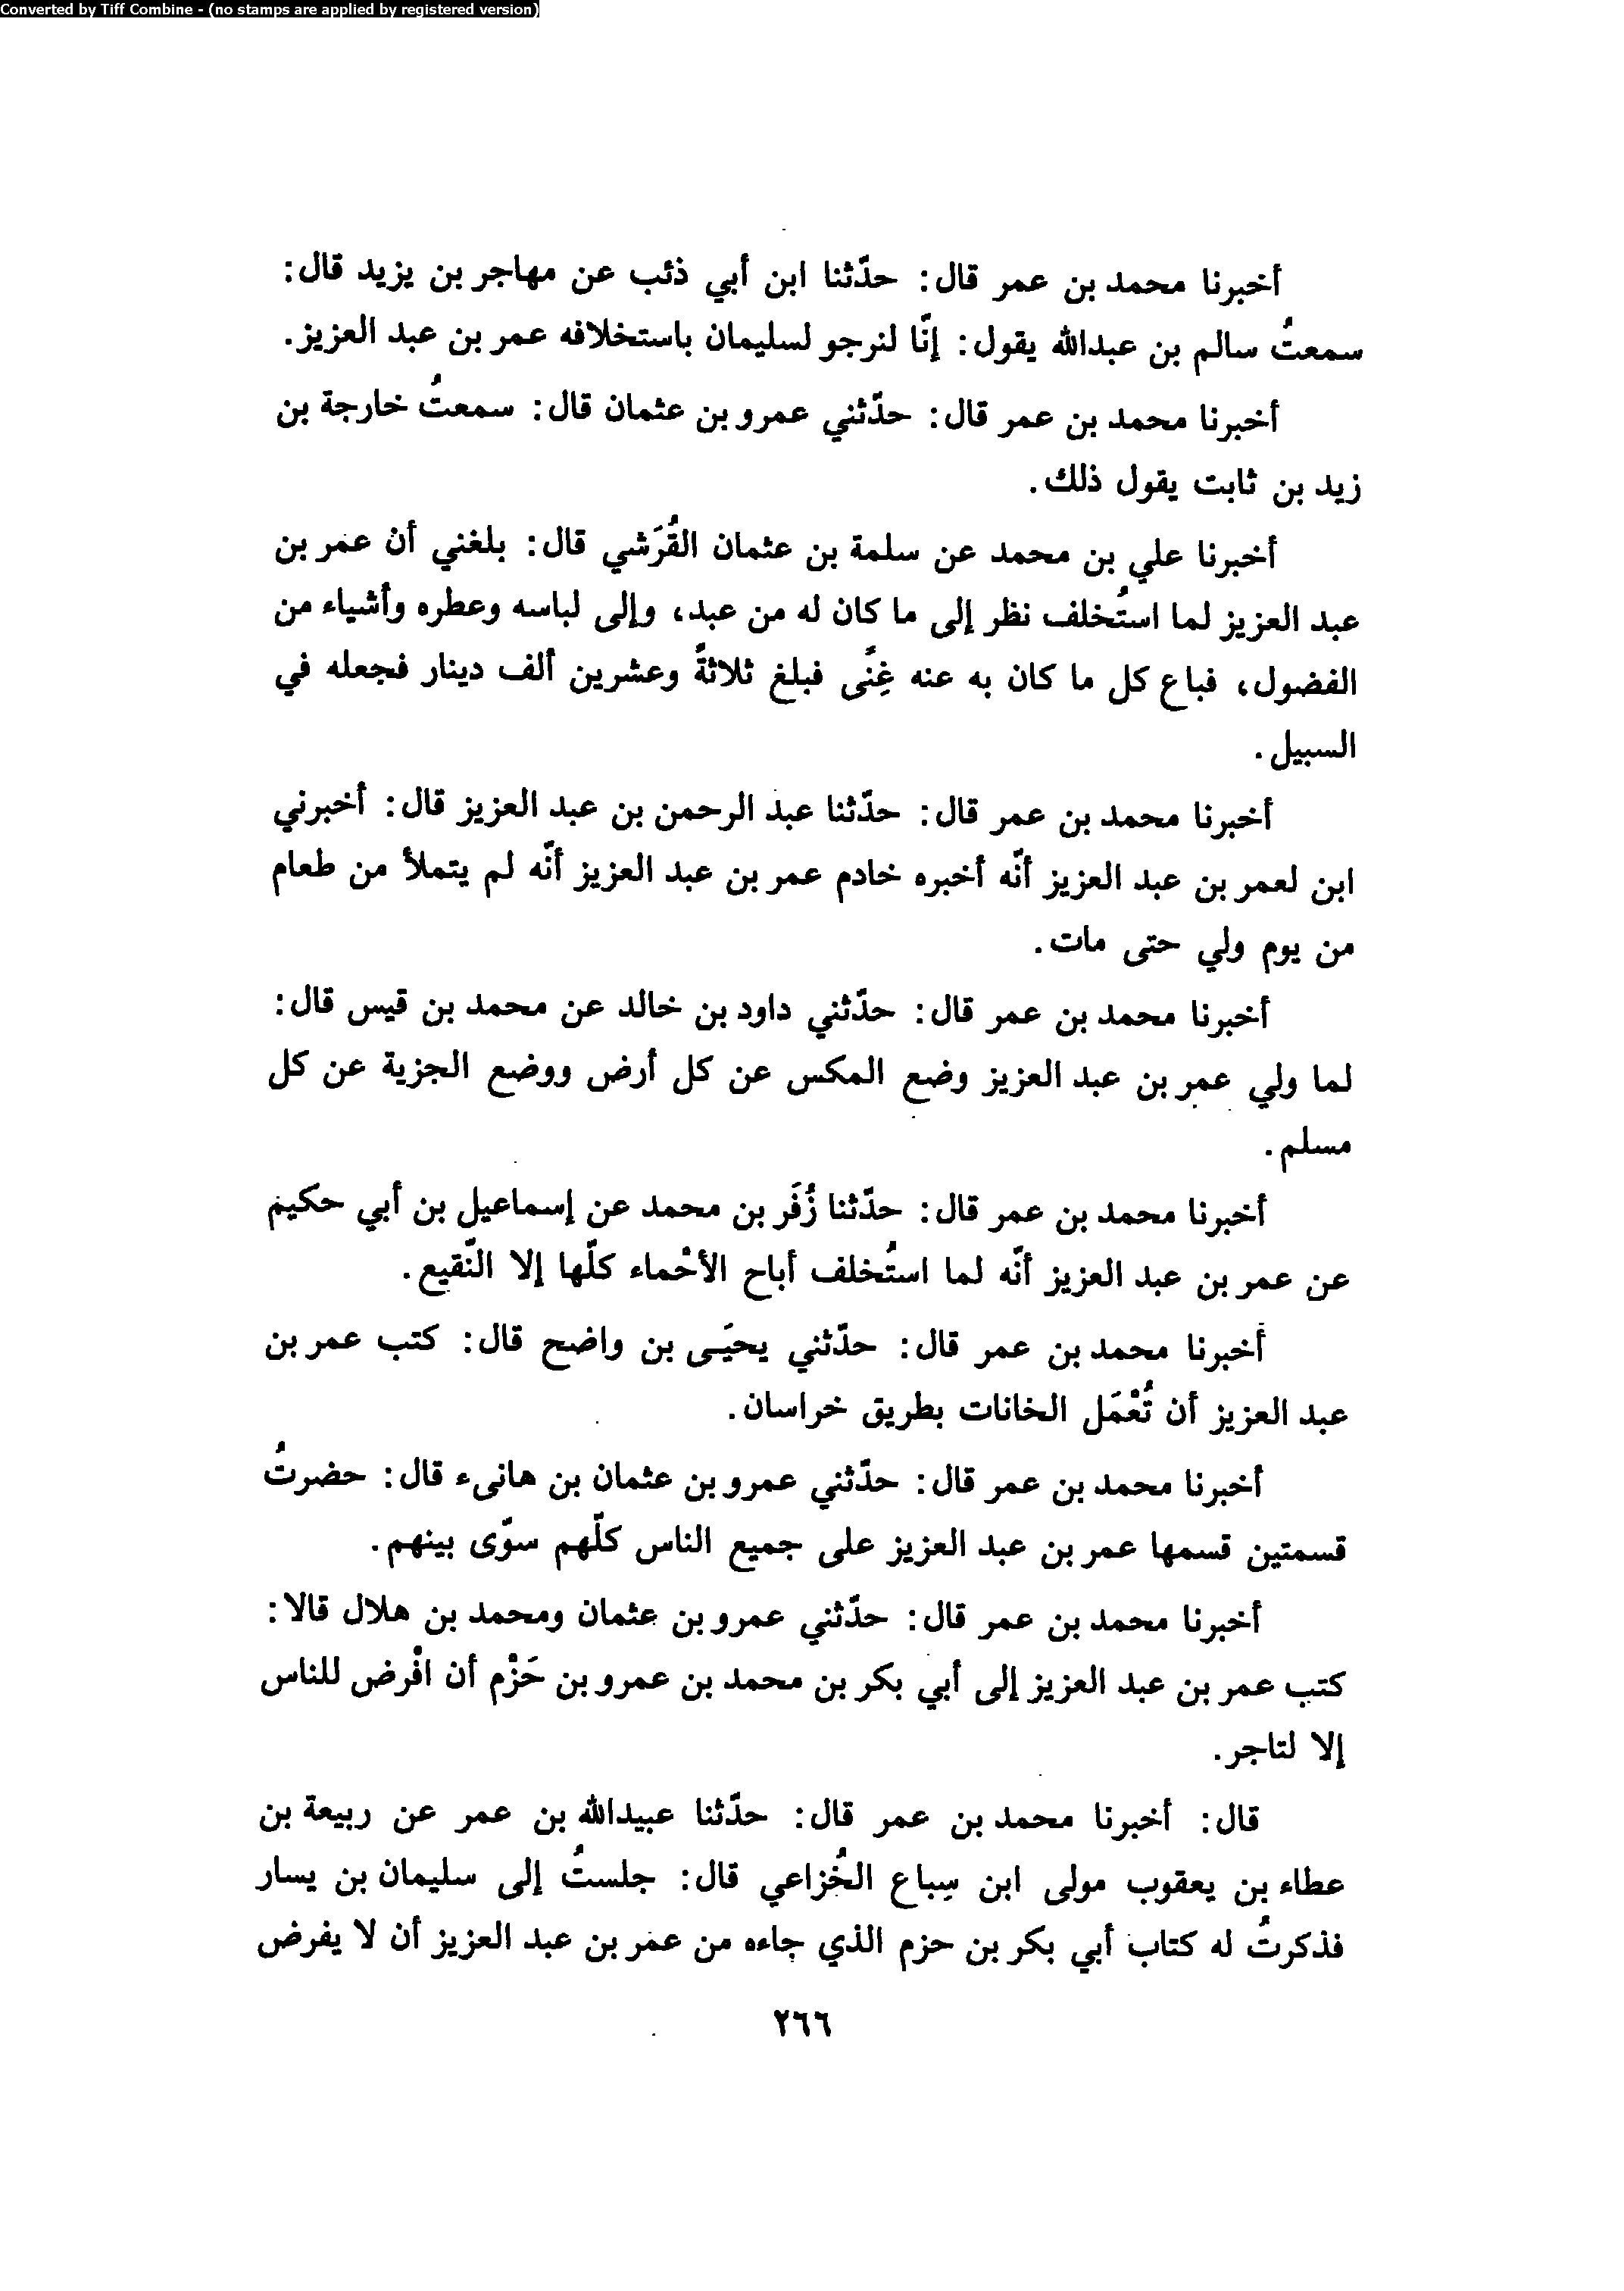 Converted by Tiff Combine - (no stamps are applied by registered version)
أخبرنا محمد بن عمر قال: حدّثنا ابن أبي ذئب عن مهاجر بن يزيد قال:
سمعتُ سالم بن عبدالله يقول: إنّا لنرجو لسليمان باستخلافه عمر بن عبد العزيز.
أخبرنا محمد بن عمر قال: حدّثني عمرو بن عثمان قال: سمعتُ خارجة بن
زيد بن ثابت يقول ذلك.
أخبرنا علي بن محمد عن سلمة بن عثمان القُرَشي قال: بلغني أن عمر بن
عبد العزيز لما استُخلف نظر إلى ما كان له من عبد، وإلى لباسه وعطره وأشياء من
الفضول، فباع كل ما كان به عنه غِنًى فبلغ ثلاثةً وعشرين ألف دينار فجعله في
السبيل.
أخبرنا محمد بن عمر قال: حدّثنا عبد الرحمن بن عبد العزيز قال: أخبرني
ابن لعمر بن عبد العزيز أنّه أخبره خادم عمر بن عبد العزيز أنّه لم يتملأ من طعام
من يوم ولي حتى مات.
أخبرنا محمد بن عمر قال: حدّثني داود بن خالد عن محمد بن قيس قال:
لما ولي عمر بن عبد العزيز وضع المكس عن كل أرض ووضع الجزية عن كل
مسلم.
أخبرنا محمد بن عمر قال: حدّثنا زُفَر بن محمد عن إسماعيل بن أبي حكيم
عن عمر بن عبد العزيز أنّه لما استُخلف أباح الأحْماء كلّها إلا النّقيع.
أخبرنا محمد بن عمر قال: حدّثني يحيَى بن واضح قال: كتب عمر بن
عبد العزيز أن تُعْمَل الخانات بطريق خراسان.
أخبرنا محمد بن عمر قال: حدّثني عمرو بن عثمان بن هانىء قال: حضرتُ
قسمتين قسمها عمر بن عبد العزيز على جميع الناس كلّهم سوّى بينهم.
أخبرنا محمد بن عمر قال: حدّثني عمرو بن عثمان ومحمد بن هلال قالا:
كتب عمر بن عبد العزيز إلى أبي بكر بن محمد بن عمرو بن حَزْم أن افْرض للناس
إلا لتاجر.
قال: أخبرنا محمد بن عمر قال: حدّثنا عبيدالله بن عمر عن ربيعة بن
عطاء بن يعقوب مولى ابن سِباع الخُزاعي قال: جلستُ إلى سليمان بن يسار
فذكرتُ له كتاب أبي بكر بن حزم الذي جاءه من عمر بن عبد العزيز أن لا يفرض
٢٦٦